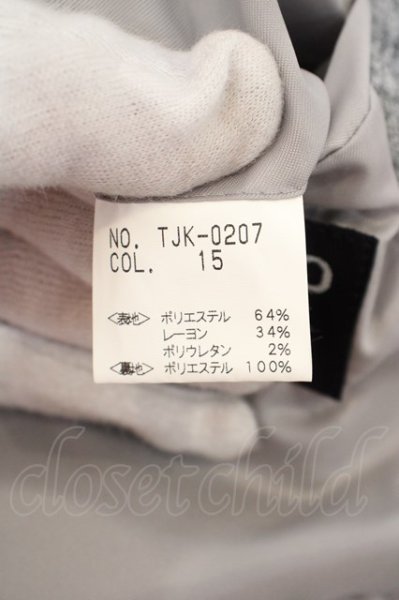 NO. TJK-0207
COL. 15
<表地> ポリエステル 64%
レーヨン 34%
ポリウレタン 2%
<裏地> ポリエステル 100%
closetchild